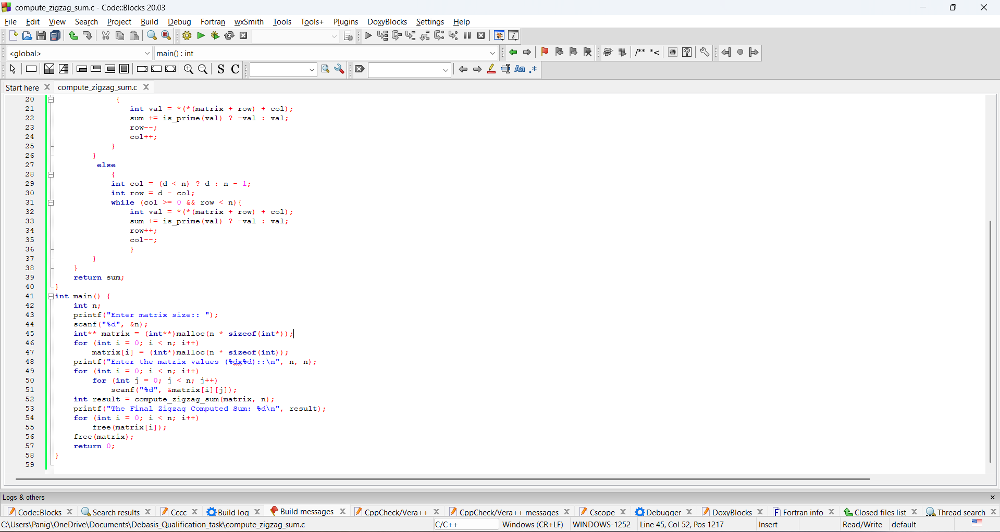 compute_zigzag_sum.c - Code::Blocks 20.03
File Edit View Search Project Build Debug Fortran wxSmith Tools Tools+ Plugins DoxyBlocks Settings Help
<global> main() : int
/** *<
S C Aa .*
Start here compute_zigzag_sum.c
20 {
21 int val = *(*(matrix + row) + col);
22 sum += is_prime(val) ? -val : val;
23 row--;
24 col++;
25 }
26 }
27 else
28 {
29 int col = (d < n) ? d : n - 1;
30 int row = d - col;
31 while (col >= 0 && row < n){
32 int val = *(*(matrix + row) + col);
33 sum += is_prime(val) ? -val : val;
34 row++;
35 col--;
36 }
37 }
38 }
39 return sum;
40 }
41 int main() {
42 int n;
43 printf("Enter matrix size:: ");
44 scanf("%d", &n);
45 int** matrix = (int**)malloc(n * sizeof(int*));
46 for (int i = 0; i < n; i++)
47 matrix[i] = (int*)malloc(n * sizeof(int));
48 printf("Enter the matrix values (%dx%d)::\n", n, n);
49 for (int i = 0; i < n; i++)
50 for (int j = 0; j < n; j++)
51 scanf("%d", &matrix[i][j]);
52 int result = compute_zigzag_sum(matrix, n);
53 printf("The Final Zigzag Computed Sum: %d\n", result);
54 for (int i = 0; i < n; i++)
55 free(matrix[i]);
56 free(matrix);
57 return 0;
58 }
59
Logs & others
Code::Blocks Search results Cccc Build log Build messages CppCheck/Vera++ CppCheck/Vera++ messages Cscope Debugger DoxyBlocks Fortran info Closed files list Thread search
C:\Users\Panig\OneDrive\Documents\Debasis_Qualification_task\compute_zigzag_sum.c C/C++ Windows (CR+LF) WINDOWS-1252 Line 45, Col 52, Pos 1217 Insert Read/Write default